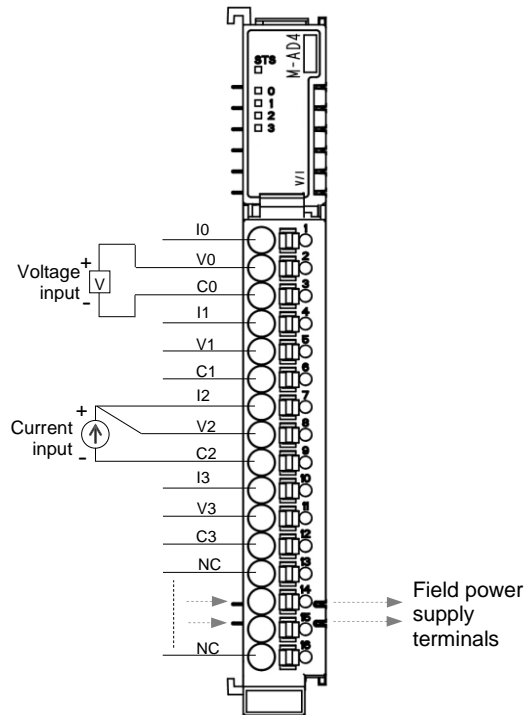 M-AD4
STS
0
1
2
3
V/I
I0
1
Voltage input
+
V
-
V0
2
C0
3
I1
4
V1
5
C1
6
Current input
+
-
I2
7
V2
8
C2
9
I3
10
V3
11
C3
12
NC
13
14
15
NC
16
Field power
supply
terminals